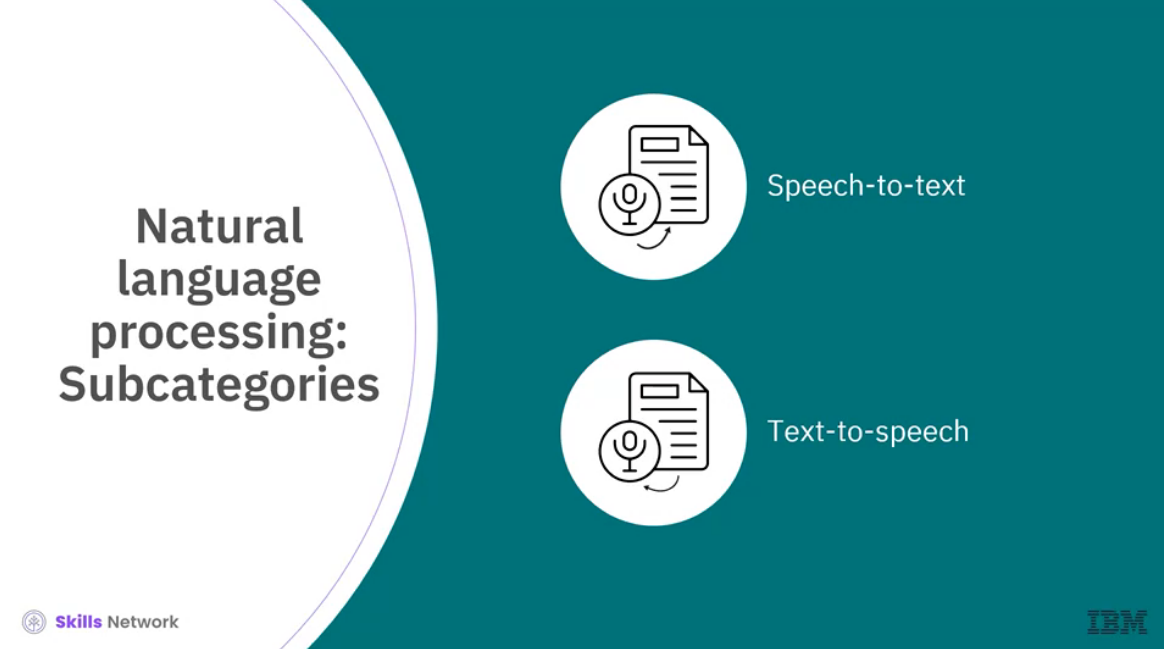 Natural
language
processing:
Subcategories
Speech-to-text
Text-to-speech
Skills Network
IBM